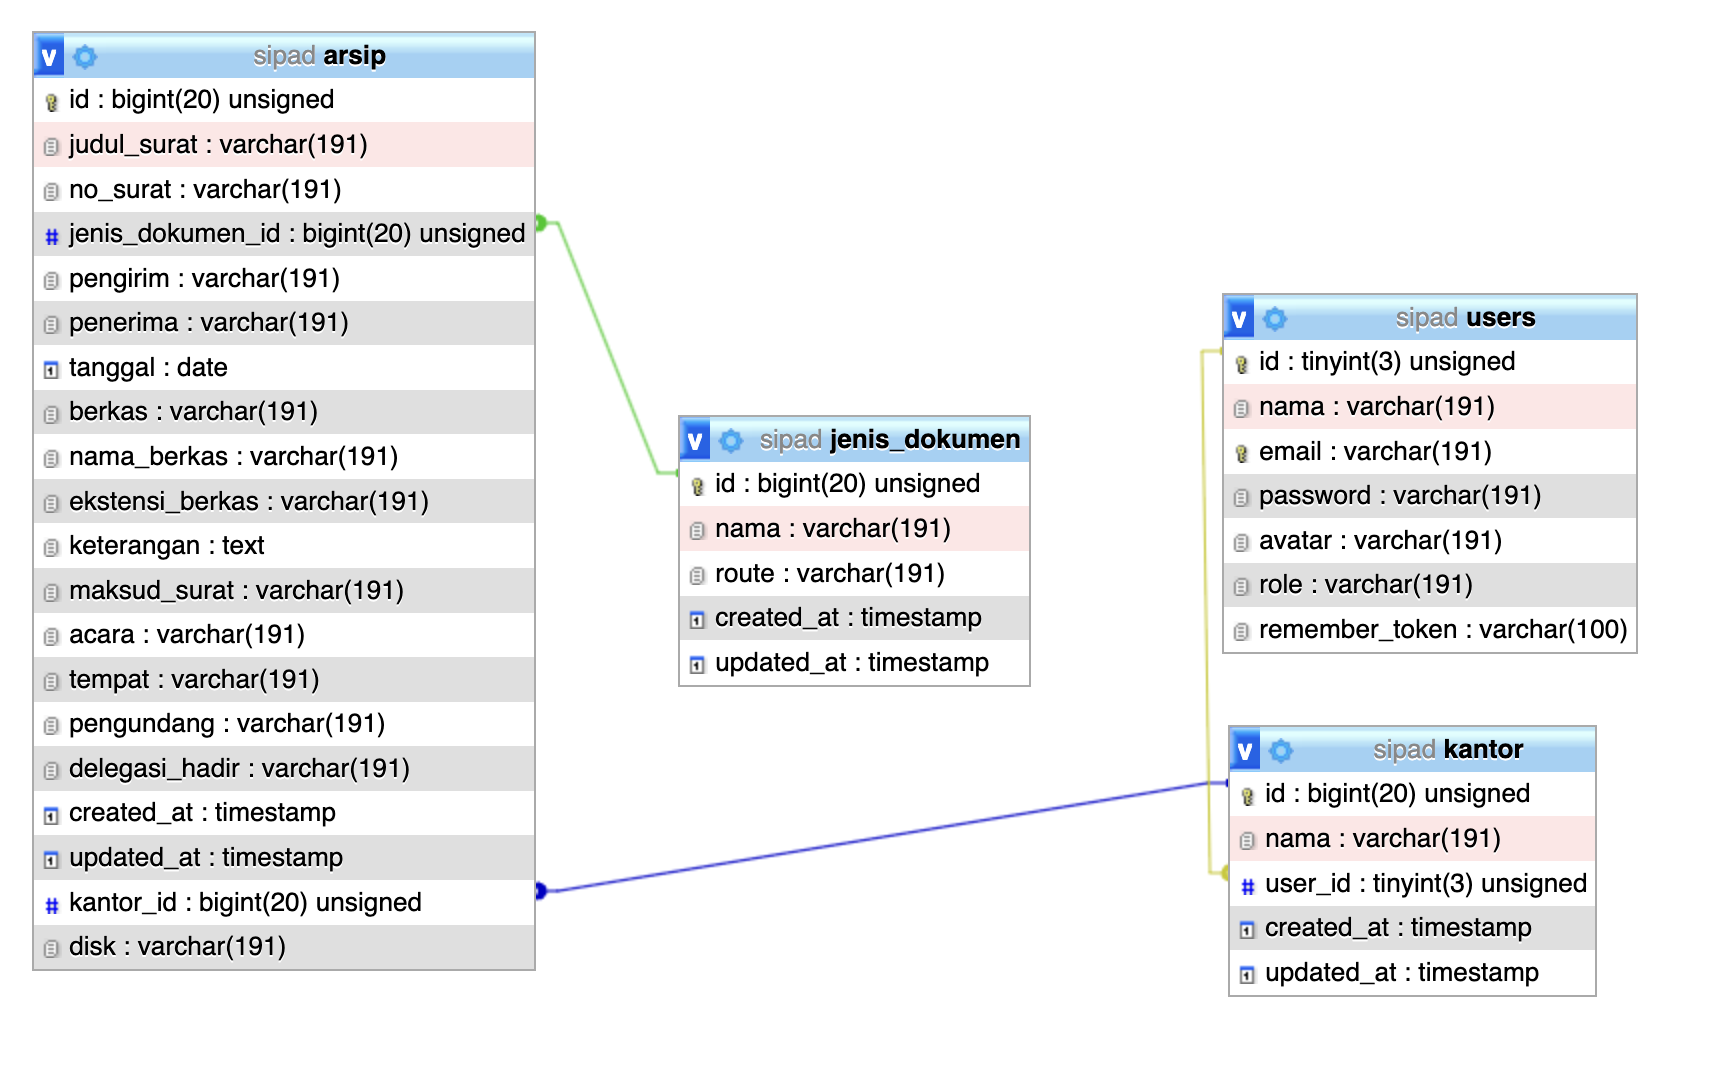 v sipad arsip
id : bigint(20) unsigned
judul_surat : varchar(191)
no_surat : varchar(191)
jenis_dokumen_id : bigint(20) unsigned
pengirim : varchar(191)
penerima : varchar(191)
tanggal : date
berkas : varchar(191)
nama_berkas : varchar(191)
ekstensi_berkas : varchar(191)
keterangan : text
maksud_surat : varchar(191)
acara : varchar(191)
tempat : varchar(191)
pengundang : varchar(191)
delegasi_hadir : varchar(191)
created_at : timestamp
updated_at : timestamp
kantor_id : bigint(20) unsigned
disk : varchar(191)
v sipad jenis_dokumen
id : bigint(20) unsigned
nama : varchar(191)
route : varchar(191)
created_at : timestamp
updated_at : timestamp
v sipad users
id : tinyint(3) unsigned
nama : varchar(191)
email : varchar(191)
password : varchar(191)
avatar : varchar(191)
role : varchar(191)
remember_token : varchar(100)
v sipad kantor
id : bigint(20) unsigned
nama : varchar(191)
user_id : tinyint(3) unsigned
created_at : timestamp
updated_at : timestamp